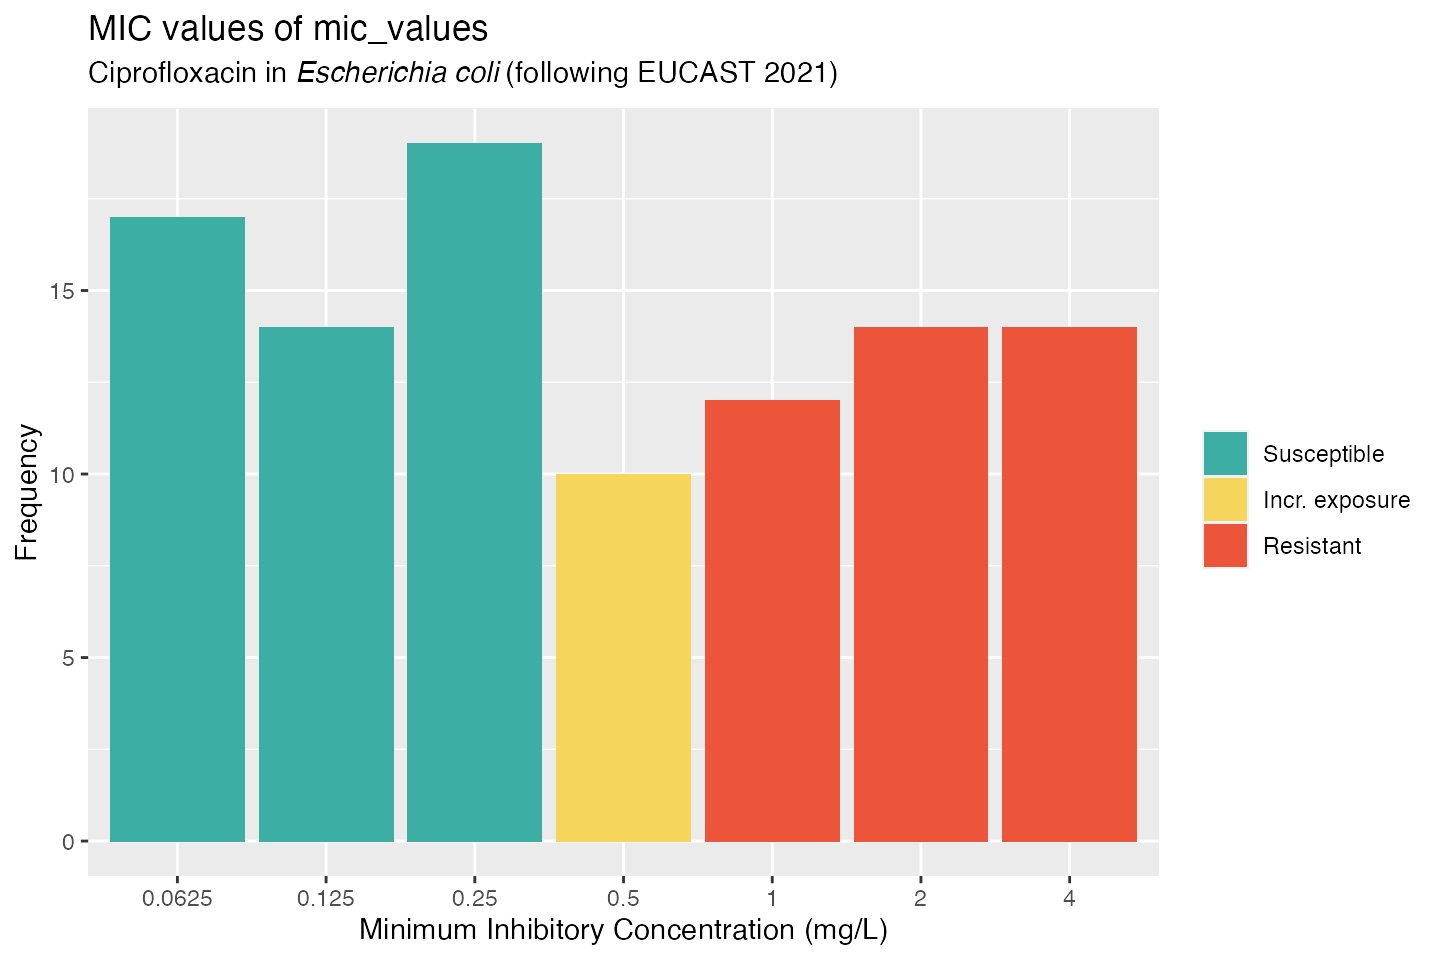 MIC values of mic_values
Ciprofloxacin in Escherichia coli (following EUCAST 2021)
Frequency
15
10
5
0
0.0625 0.125 0.25 0.5 1 2 4
Minimum Inhibitory Concentration (mg/L)
Susceptible
Incr. exposure
Resistant